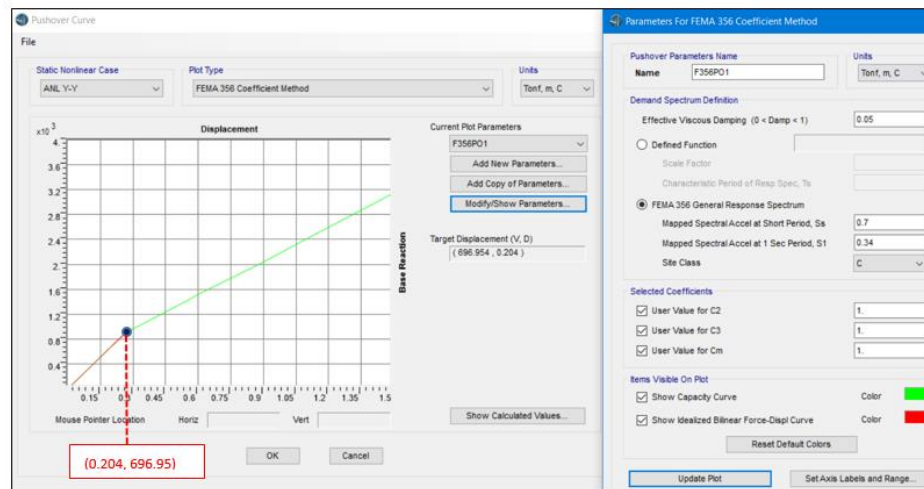 Pushover Curve
File
Static Nonlinear Case
ANL Y-Y
Plot Type
FEMA 356 Coefficient Method
Units
Tonf, m, C
x10 3
Displacement
4.
3.6
3.2
2.8
2.4
2.
1.6
1.2
0.8
0.4
0.15
0.3
0.45
0.6
0.75
0.9
1.05
1.2
1.35
1.5
Base Reaction
Mouse Pointer Location
Horiz
Vert
Current Plot Parameters
F356PO1
Add New Parameters...
Add Copy of Parameters...
Modify/Show Parameters...
Target Displacement (V, D)
( 696.954 , 0.204 )
Show Calculated Values...
OK
Cancel
(0.204, 696.95)
Parameters For FEMA 356 Coefficient Method
Pushover Parameters Name
Name
F356PO1
Units
Tonf, m, C
Demand Spectrum Definition
Effective Viscous Damping (0 < Damp < 1)
0.05
Defined Function
Scale Factor
Characteristic Period of Resp Spec, Ts
FEMA 356 General Response Spectrum
Mapped Spectral Accel at Short Period, Ss
0.7
Mapped Spectral Accel at 1 Sec Period, S1
0.34
Site Class
C
Selected Coefficients
User Value for C2
1.
User Value for C3
1.
User Value for Cm
1.
Items Visible On Plot
Show Capacity Curve
Color
Show Idealized Bilinear Force-Displ Curve
Color
Reset Default Colors
Update Plot
Set Axis Labels and Range...